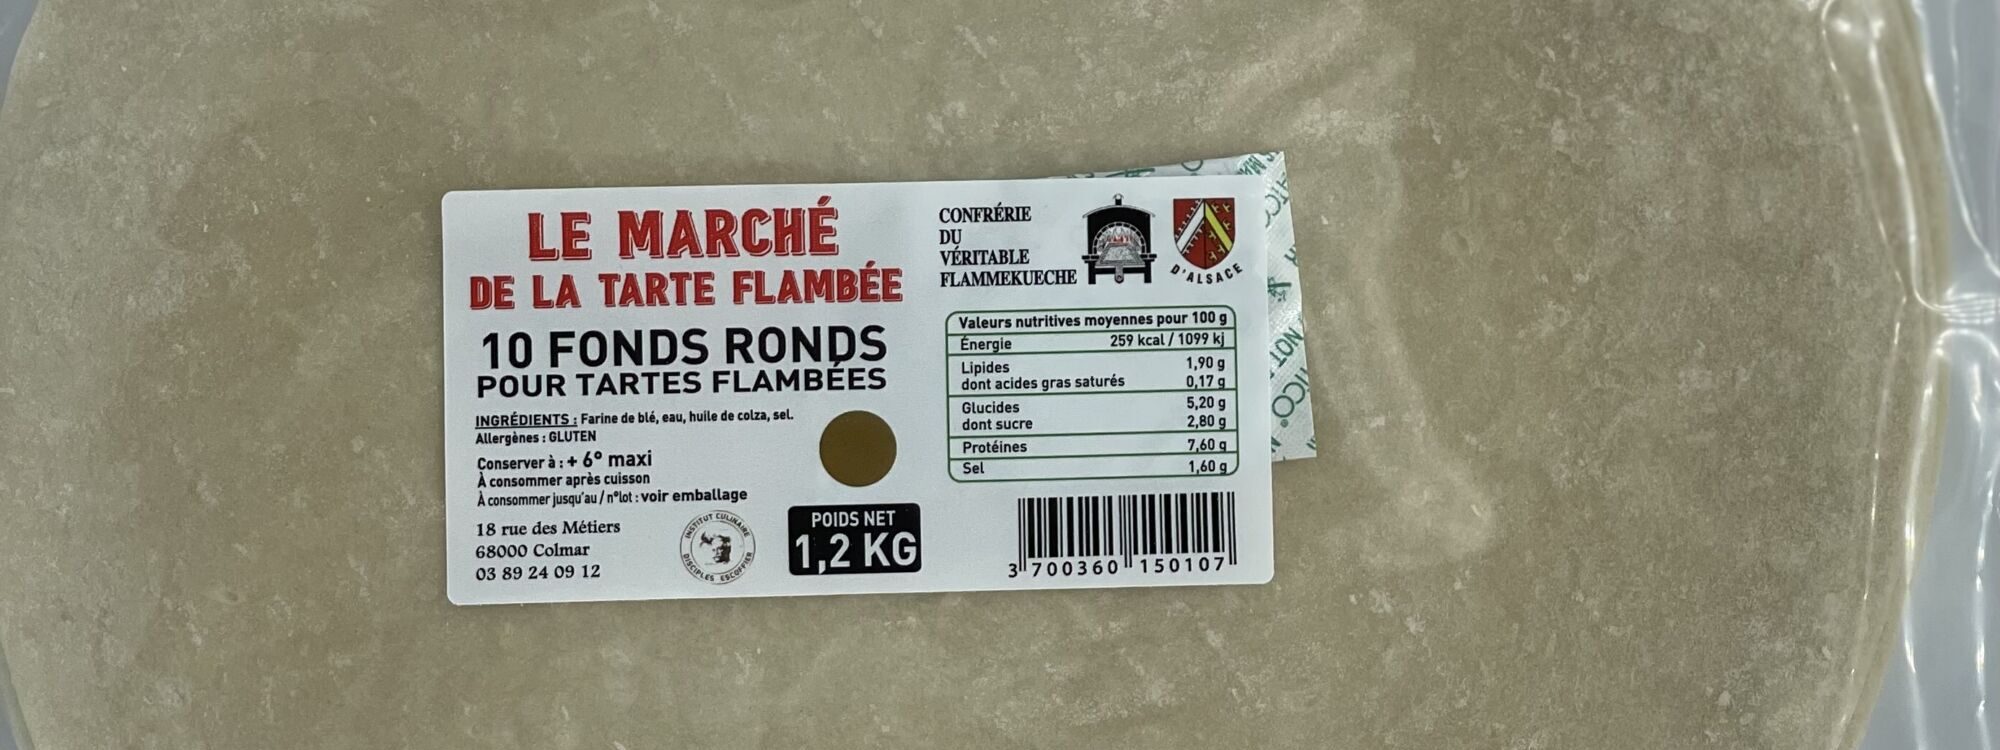 LE MARCHÉ
DE LA TARTE FLAMBÉE
10 FONDS RONDS
POUR TARTES FLAMBÉES
INGRÉDIENTS : Farine de blé, eau, huile de colza, sel.
Allergènes : GLUTEN
Conserver à : + 6° maxi
À consommer après cuisson
À consommer jusqu'au / n°lot : voir emballage
18 rue des Métiers
68000 Colmar
03 89 24 09 12
INSTITUT CULINAIRE
DISCIPLES ESCOFFIER
POIDS NET
1,2 KG
CONFRÉRIE
DU
VÉRITABLE
FLAMMEKUECHE
D'ALSACE
Valeurs nutritives moyennes pour 100 g
Énergie 259 kcal / 1099 kj
Lipides 1,90 g
dont acides gras saturés 0,17 g
Glucides 5,20 g
dont sucre 2,80 g
Protéines 7,60 g
Sel 1,60 g
3 700360 150107